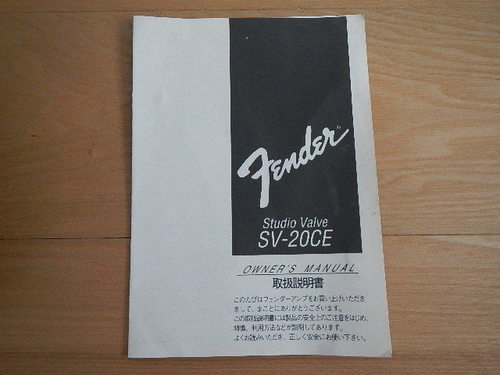 Fender™
Studio Valve
SV-20CE
OWNER'S MANUAL
取扱説明書
このたびはフェンダーアンプをお買い上げいただき
まして、まことにありがとうございます。
この取扱説明書には製品の安全上のご注意をはじめ、
特徴、利用方法などが説明してあります。
よくお読みいただき、正しく安全にお使い下さい。